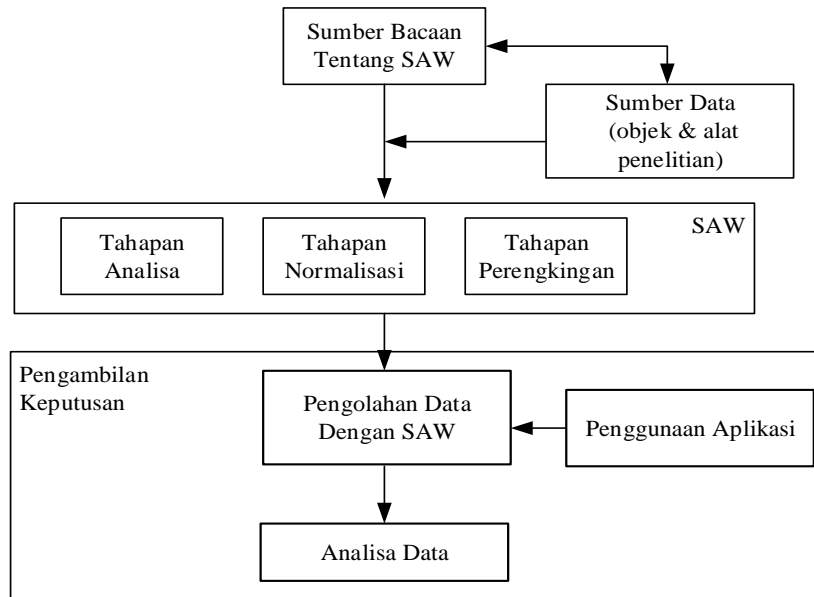 Sumber Bacaan
Tentang SAW
Sumber Data
(objek & alat
penelitian)
SAW
Tahapan
Analisa
Tahapan
Normalisasi
Tahapan
Perengkingan
Pengambilan
Keputusan
Pengolahan Data
Dengan SAW
Penggunaan Aplikasi
Analisa Data